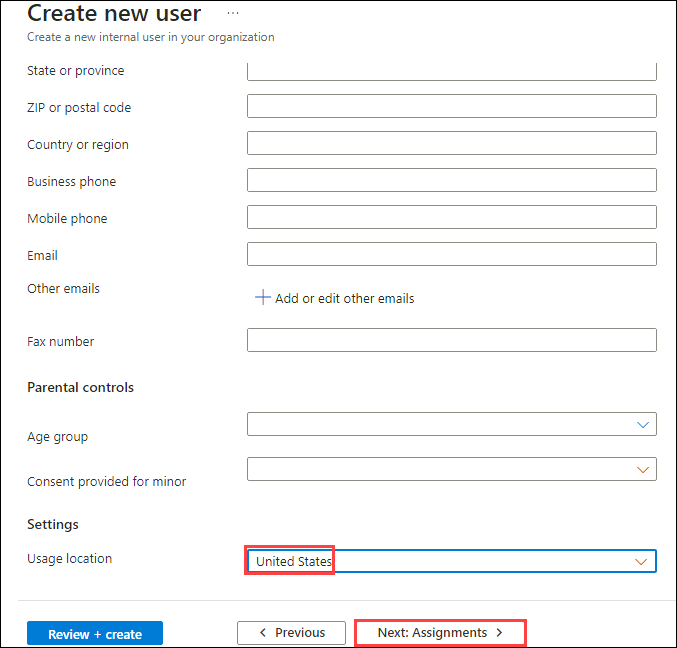 Create new user ...
Create a new internal user in your organization
State or province
ZIP or postal code
Country or region
Business phone
Mobile phone
Email
Other emails
Add or edit other emails
Fax number
Parental controls
Age group
Consent provided for minor
Settings
Usage location
United States
Review + create
Previous
Next: Assignments